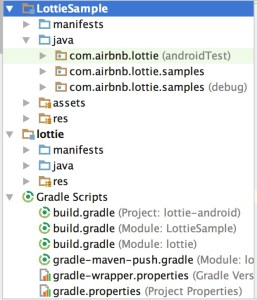 LottieSample
manifests
java
com.airbnb.lottie (androidTest)
com.airbnb.lottie.samples
com.airbnb.lottie.samples (debug)
assets
res
lottie
manifests
java
res
Gradle Scripts
build.gradle (Project: lottie-android)
build.gradle (Module: LottieSample)
build.gradle (Module: lottie)
gradle-maven-push.gradle (Module: lo
gradle-wrapper.properties (Gradle Vers
gradle.properties (Project Properties)